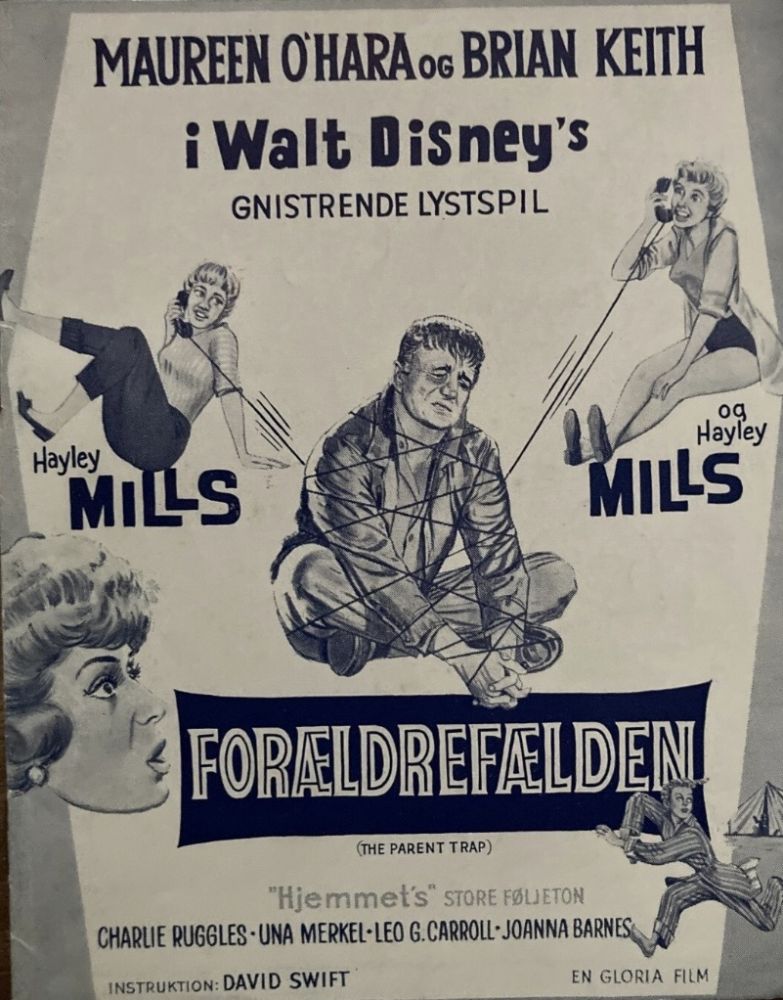 MAUREEN O'HARA OG BRIAN KEITH
i Walt Disney's
GNISTRENDE LYSTSPIL
Hayley
MILLS
og
Hayley
MILLS
FORÆLDREFÆLDEN
(THE PARENT TRAP)
"Hjemmet's" STORE FØLJETON
CHARLIE RUGGLES · UNA MERKEL · LEO G. CARROLL · JOANNA BARNES
INSTRUKTION: DAVID SWIFT
EN GLORIA FILM